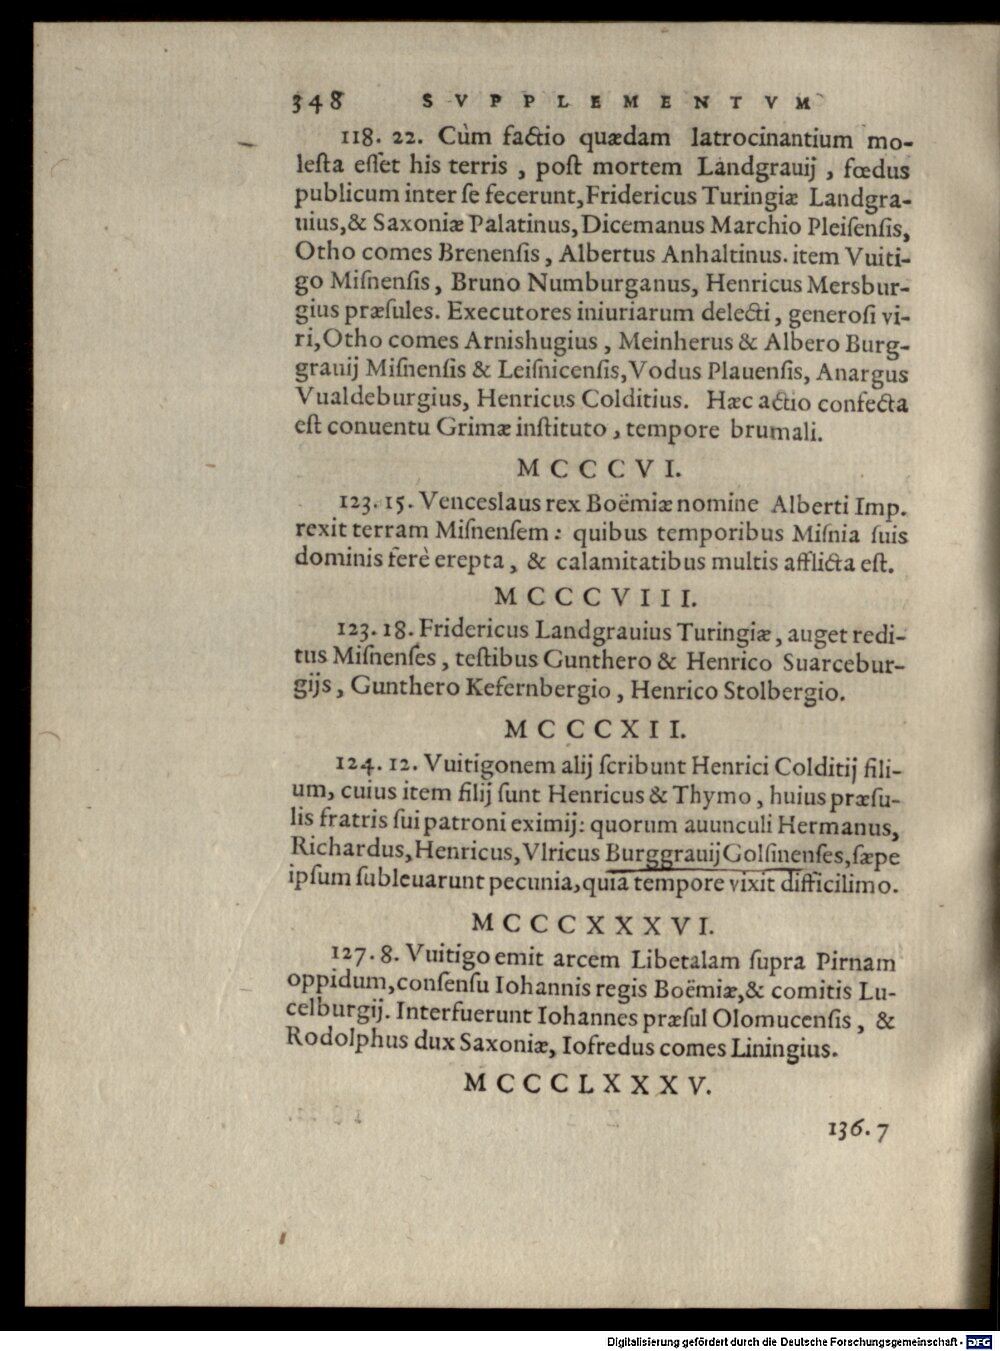 348 SVPPLEMENTVM
118. 22. Cùm factio quædam latrocinantium mo-
leſta eſſet his terris , poſt mortem Landgrauij , fœdus
publicum inter ſe fecerunt,Fridericus Turingiæ Landgra-
uius,& Saxoniæ Palatinus,Dicemanus Marchio Pleiſenſis,
Otho comes Brenenſis , Albertus Anhaltinus. item Vuiti-
go Miſnenſis , Bruno Numburganus, Henricus Mersbur-
gius præſules. Executores iniuriarum delecti , generoſi vi-
ri,Otho comes Arnishugius , Meinherus & Albero Burg-
grauij Miſnenſis & Leiſnicenſis,Vodus Plauenſis, Anargus
Vualdeburgius, Henricus Colditius. Hæc actio confecta
eſt conuentu Grimæ inſtituto , tempore brumali.
MCCCVI.
123. 15. Venceslaus rex Boëmiæ nomine Alberti Imp.
rexit terram Miſnenſem : quibus temporibus Miſnia ſuis
dominis ferè erepta , & calamitatibus multis afflicta eſt.
MCCCVIII.
123. 18. Fridericus Landgrauius Turingiæ , auget redi-
tus Miſnenſes , teſtibus Gunthero & Henrico Suarcebur-
gijs , Gunthero Kefernbergio , Henrico Stolbergio.
MCCCXII.
124. 12. Vuitigonem alij ſcribunt Henrici Colditij fili-
um, cuius item filij ſunt Henricus & Thymo , huius præſu-
lis fratris ſui patroni eximij: quorum auunculi Hermanus,
Richardus,Henricus,Vlricus Burggrauij Golſinenſes,ſæpe
ipſum ſubleuarunt pecunia,quia tempore vixit difficilimo.
MCCCXXXVI.
127. 8. Vuitigo emit arcem Libetalam ſupra Pirnam
oppidum,conſenſu Iohannis regis Boëmiæ,& comitis Lu-
celburgij. Interfuerunt Iohannes præſul Olomucenſis , &
Rodolphus dux Saxoniæ, Iofredus comes Liningius.
MCCCLXXXV.
136. 7
Digitalisierung gefördert durch die Deutsche Forschungsgemeinschaft - DFG